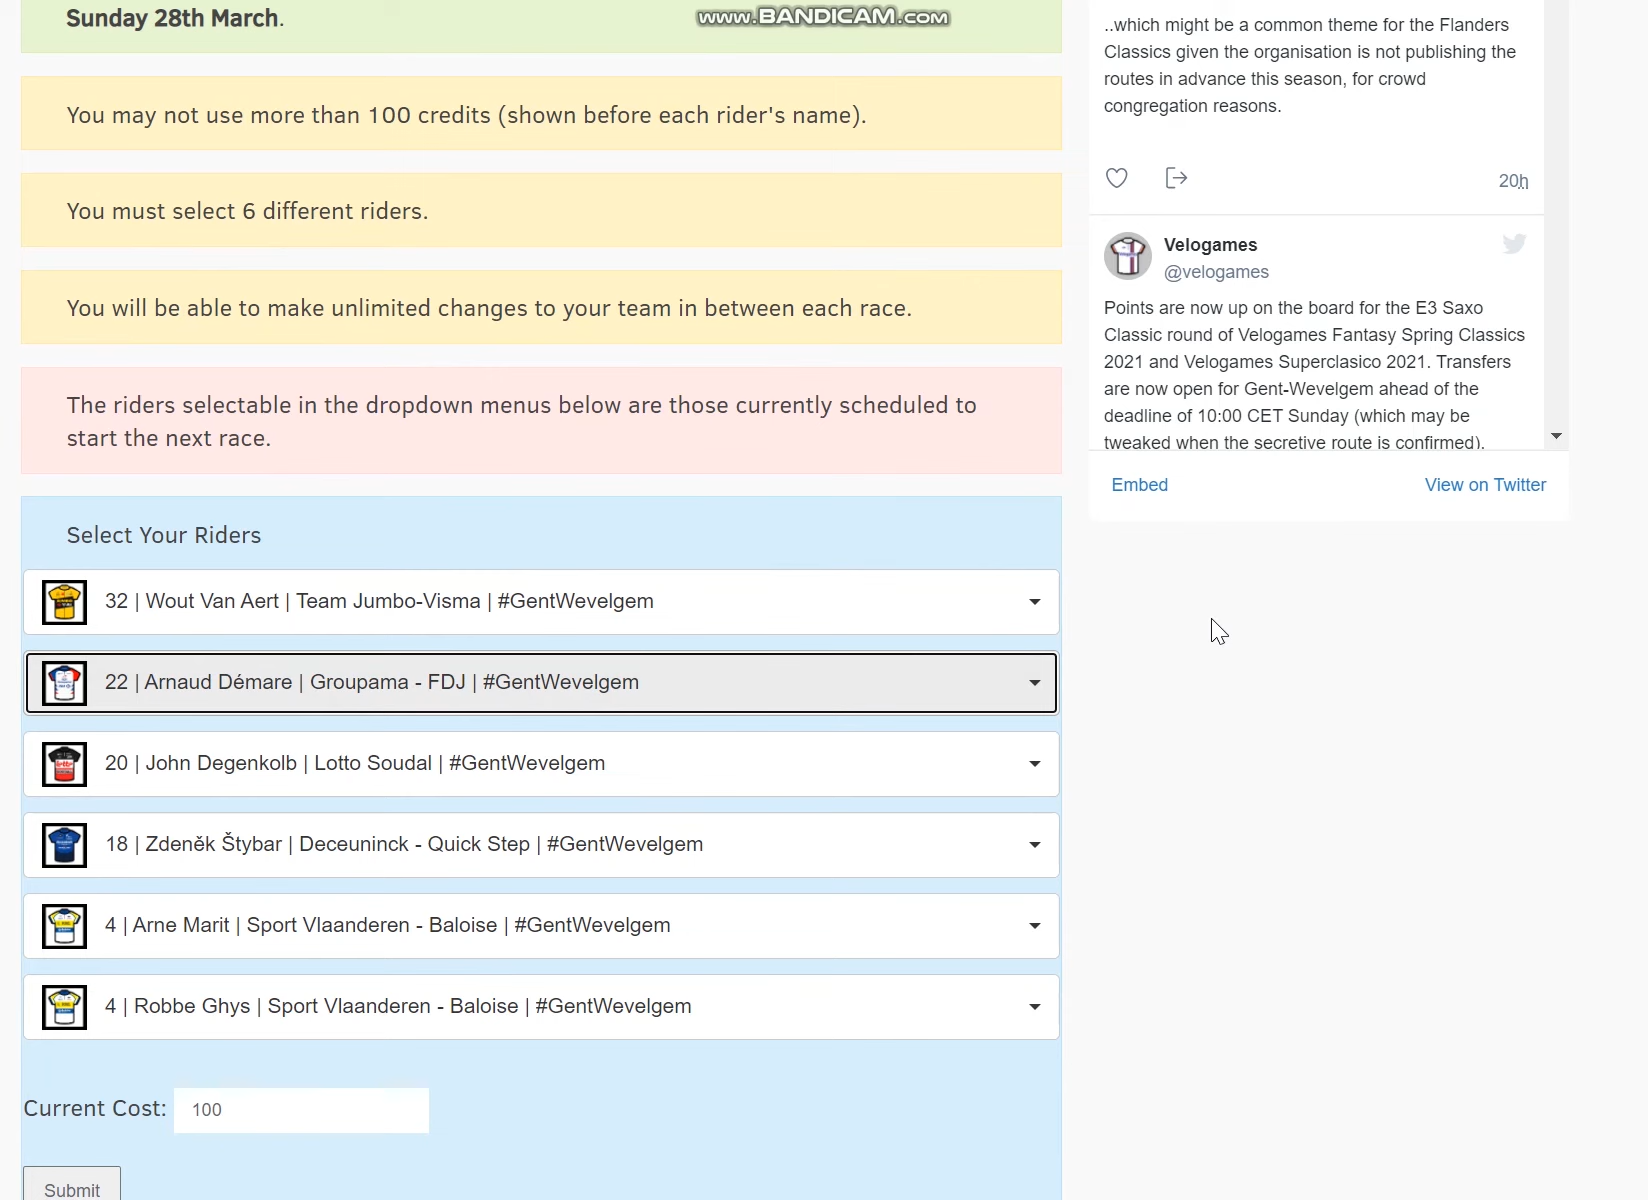 Sunday 28th March.
www.BANDICAM.com
You may not use more than 100 credits (shown before each rider's name).
You must select 6 different riders.
You will be able to make unlimited changes to your team in between each race.
The riders selectable in the dropdown menus below are those currently scheduled to
start the next race.
Select Your Riders
32 | Wout Van Aert | Team Jumbo-Visma | #GentWevelgem
22 | Arnaud Démare | Groupama - FDJ | #GentWevelgem
20 | John Degenkolb | Lotto Soudal | #GentWevelgem
18 | Zdeněk Štybar | Deceuninck - Quick Step | #GentWevelgem
4 | Arne Marit | Sport Vlaanderen - Baloise | #GentWevelgem
4 | Robbe Ghys | Sport Vlaanderen - Baloise | #GentWevelgem
Current Cost: 100
Submit
..which might be a common theme for the Flanders
Classics given the organisation is not publishing the
routes in advance this season, for crowd
congregation reasons.
20h
Velogames
@velogames
Points are now up on the board for the E3 Saxo
Classic round of Velogames Fantasy Spring Classics
2021 and Velogames Superclasico 2021. Transfers
are now open for Gent-Wevelgem ahead of the
deadline of 10:00 CET Sunday (which may be
tweaked when the secretive route is confirmed).
Embed
View on Twitter